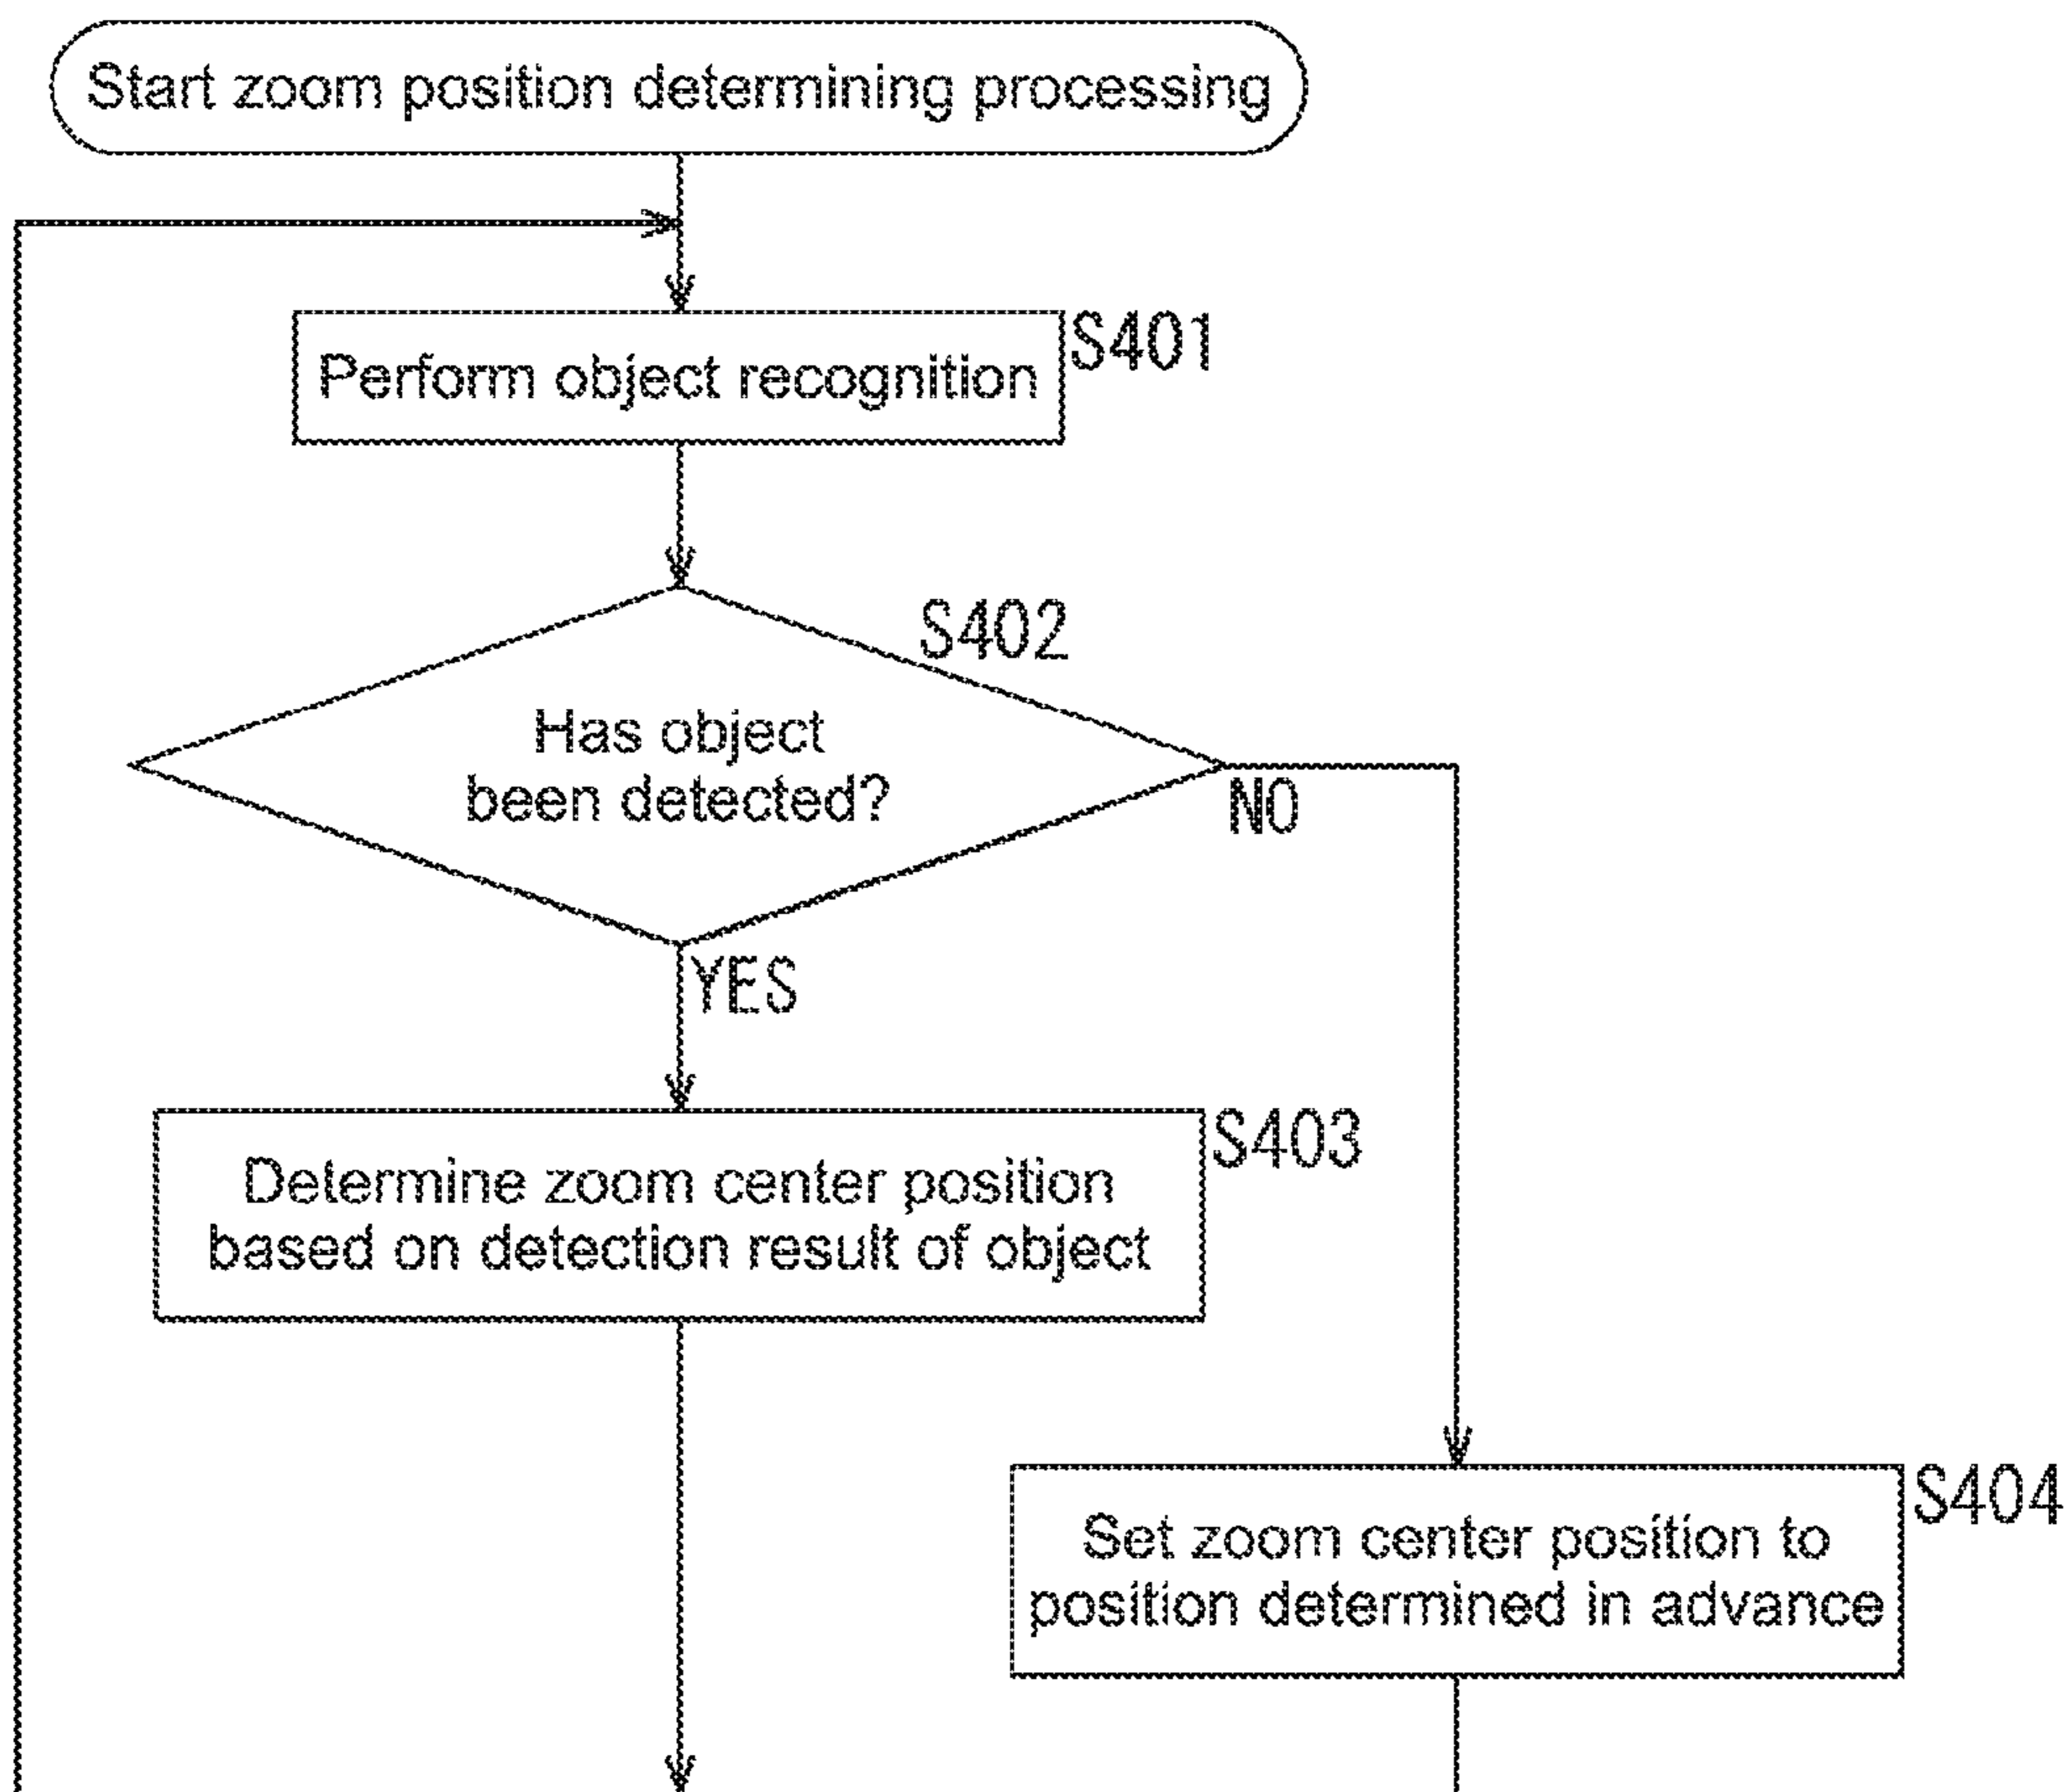 Start zoom position determining processing
S401
Perform object recognition
S402
Has object
been detected?
NO
YES
S403
Determine zoom center position
based on detection result of object
S404
Set zoom center position to
position determined in advance